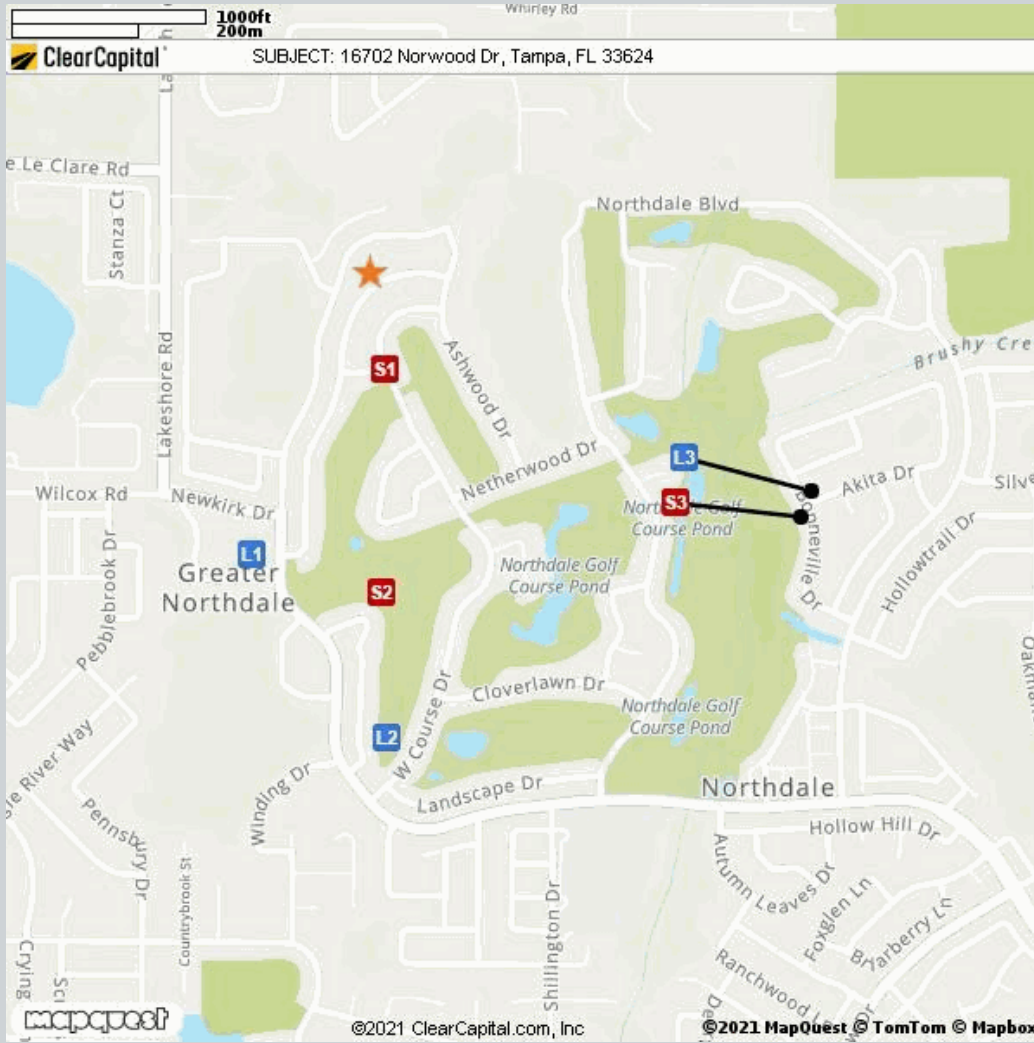 1000ft
200m
Whirley Rd
ClearCapital
SUBJECT: 16702 Norwood Dr, Tampa, FL 33624
e Le Clare Rd
Stanza Ct
Northdale Blvd
Lakeshore Rd
S1
Ashwood Dr
Brushy Cre
L3
Netherwood Dr
Akita Dr
Wilcox Rd
Newkirk Dr
S3
Course Pond
Bonneville Dr
Silve
L1
Greater
Northdale
S2
Northdale Golf
Course Pond
Hollowtrail Dr
Pebblebrook Dr
Cloverlawn Dr
Northdale Golf
Course Pond
L2
W Course Dr
Landscape Dr
Northdale
Winding Dr
Hollow Hill Dr
Pennsbury Dr
Autumn Leaves Dr
Foxglen Ln
Countrybrook St
Shillington Dr
Ranchwood L
Crying
mapquest
©2021 ClearCapital.com, Inc
©2021 MapQuest © TomTom © Mapbox